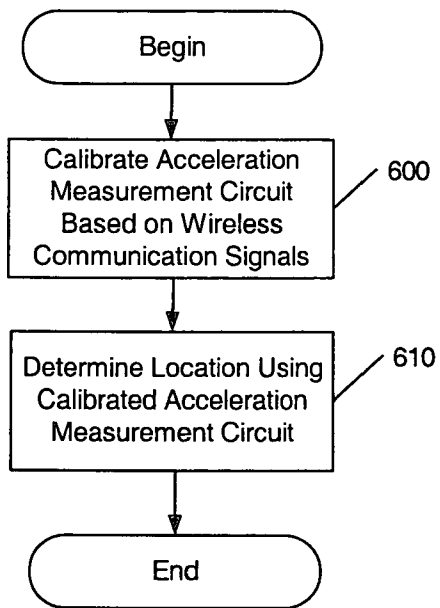 Begin
Calibrate Acceleration
Measurement Circuit
Based on Wireless
Communication Signals
600
Determine Location Using
Calibrated Acceleration
Measurement Circuit
610
End